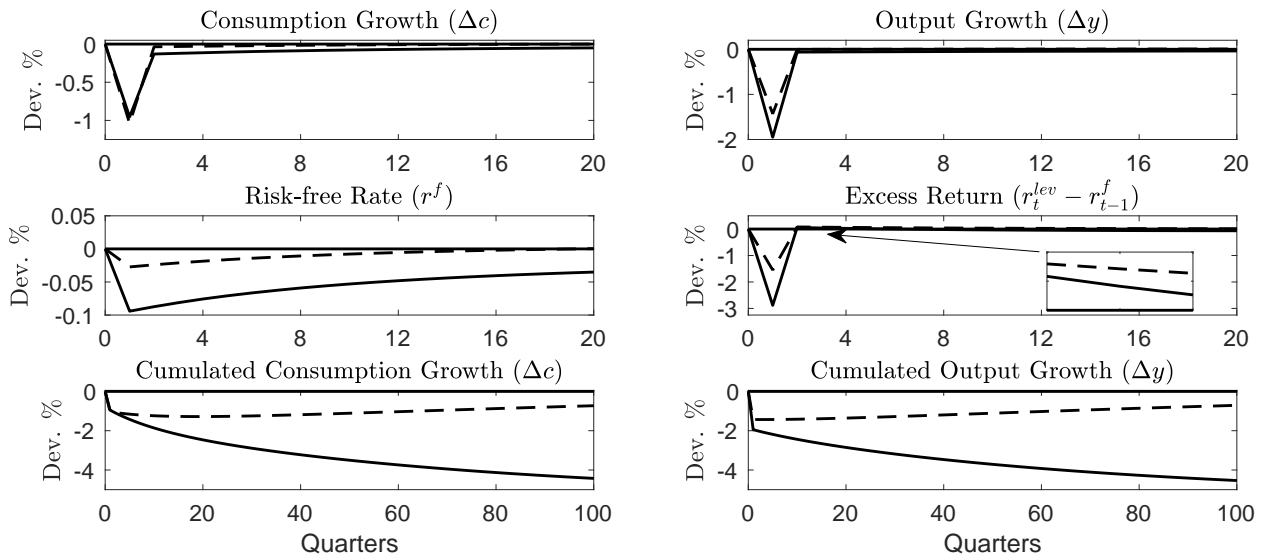 Consumption Growth (Δc)
Dev. %
0
-0.5
-1
0 4 8 12 16 20
Output Growth (Δy)
Dev. %
0
-1
-2
0 4 8 12 16 20
Risk-free Rate (r^f)
Dev. %
0.05
0
-0.05
-0.1
0 4 8 12 16 20
Excess Return (r_t^{lev} − r_{t−1}^f)
Dev. %
0
-1
-2
-3
0 4 8 12 16 20
Cumulated Consumption Growth (Δc)
Dev. %
0
-2
-4
0 20 40 60 80 100
Quarters
Cumulated Output Growth (Δy)
Dev. %
0
-2
-4
0 20 40 60 80 100
Quarters